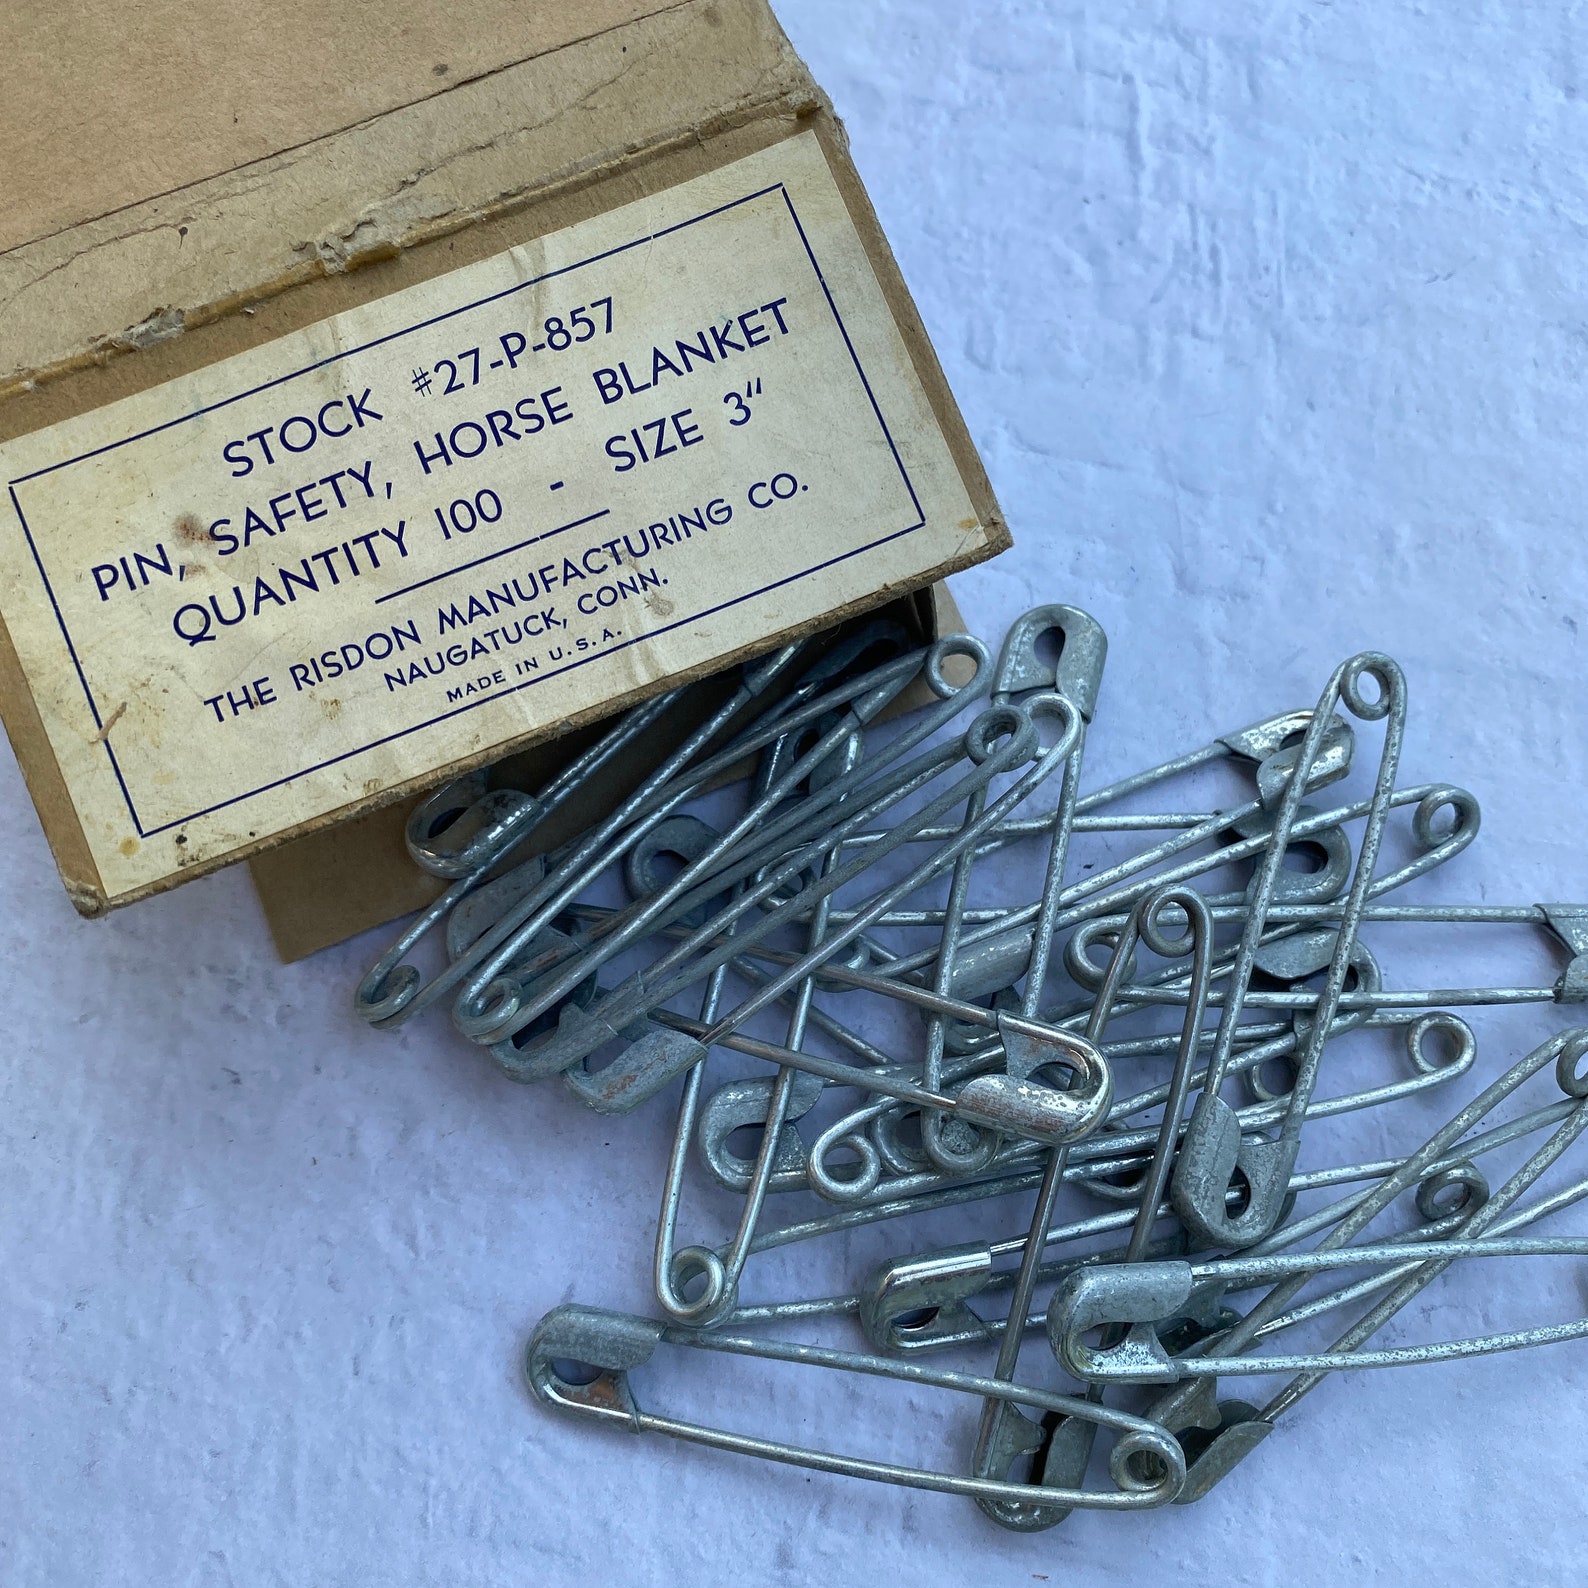 STOCK #27-P-857
PIN, SAFETY, HORSE BLANKET
QUANTITY 100 - SIZE 3"
THE RISDON MANUFACTURING CO.
NAUGATUCK, CONN.
MADE IN U.S.A.